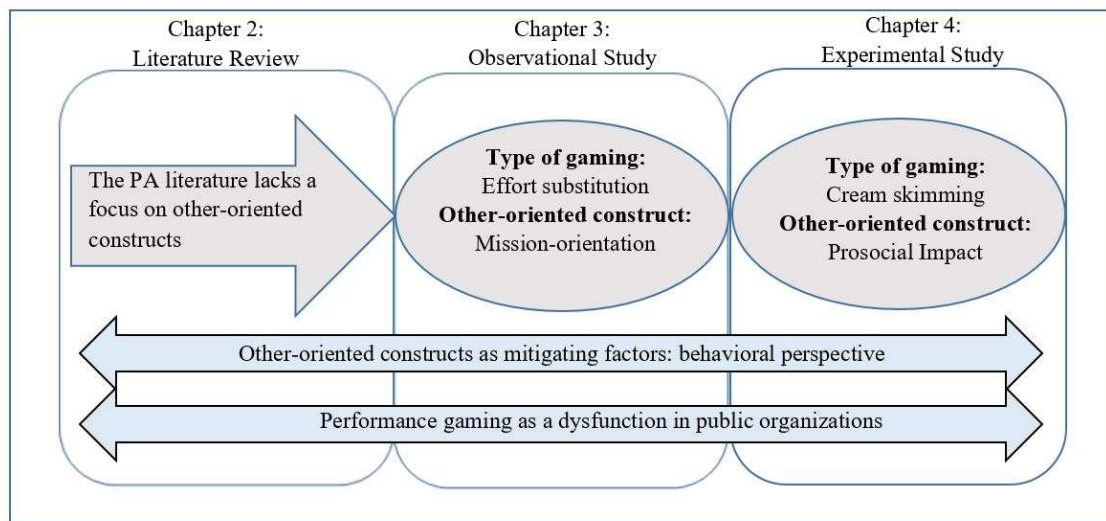 Chapter 2:
Literature Review
Chapter 3:
Observational Study
Chapter 4:
Experimental Study
The PA literature lacks a
focus on other-oriented
constructs
Type of gaming:
Effort substitution
Other-oriented construct:
Mission-orientation
Type of gaming:
Cream skimming
Other-oriented construct:
Prosocial Impact
Other-oriented constructs as mitigating factors: behavioral perspective
Performance gaming as a dysfunction in public organizations